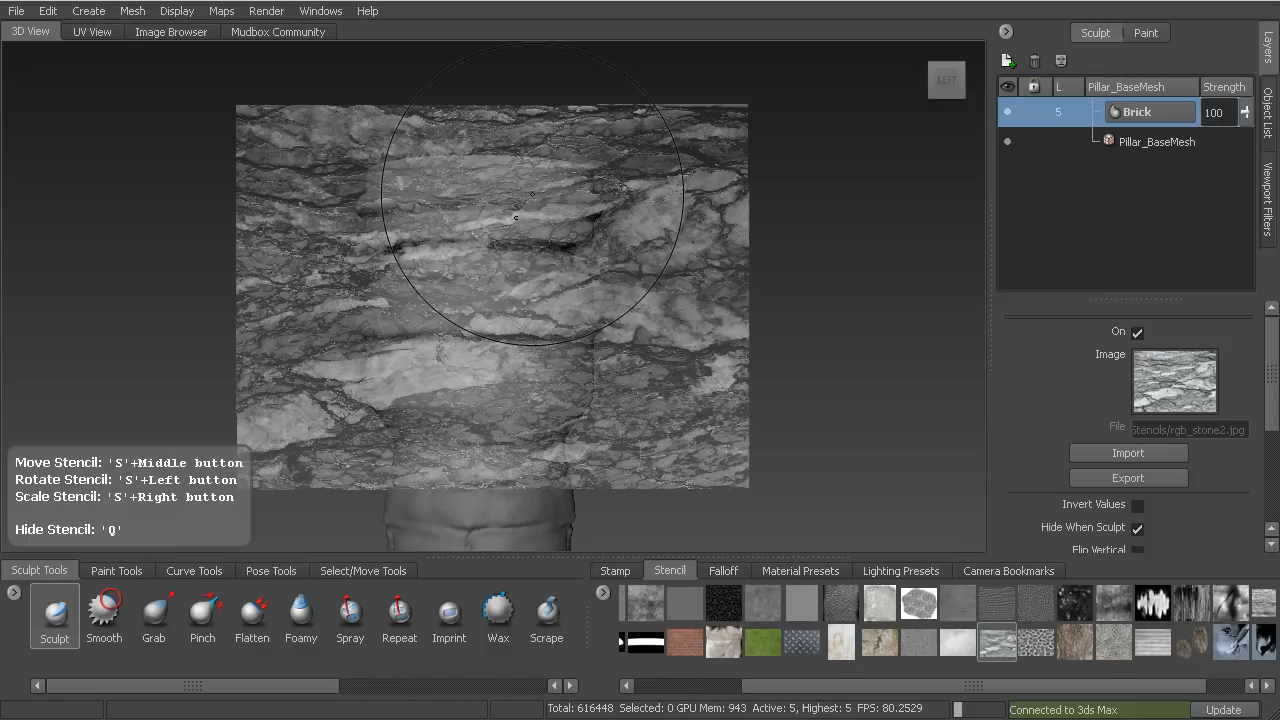 File Edit Create Mesh Display Maps Render Windows Help
3D View UV View Image Browser Mudbox Community
Sculpt Paint
Layers
Object List
Viewport Filters
LEFT
L Pillar_BaseMesh Strength
5 Brick 100
Pillar_BaseMesh
On
Image
File Stencils/rgb_stone2.jpg
Import
Export
Invert Values
Hide When Sculpt
Flip Vertical
Move Stencil: 'S'+Middle button
Rotate Stencil: 'S'+Left button
Scale Stencil: 'S'+Right button
Hide Stencil: 'Q'
Sculpt Tools Paint Tools Curve Tools Pose Tools Select/Move Tools
Sculpt Smooth Grab Pinch Flatten Foamy Spray Repeat Imprint Wax Scrape
Stamp Stencil Falloff Material Presets Lighting Presets Camera Bookmarks
Total: 616448 Selected: 0 GPU Mem: 943 Active: 5, Highest: 5 FPS: 80.2529
Connected to 3ds Max Update